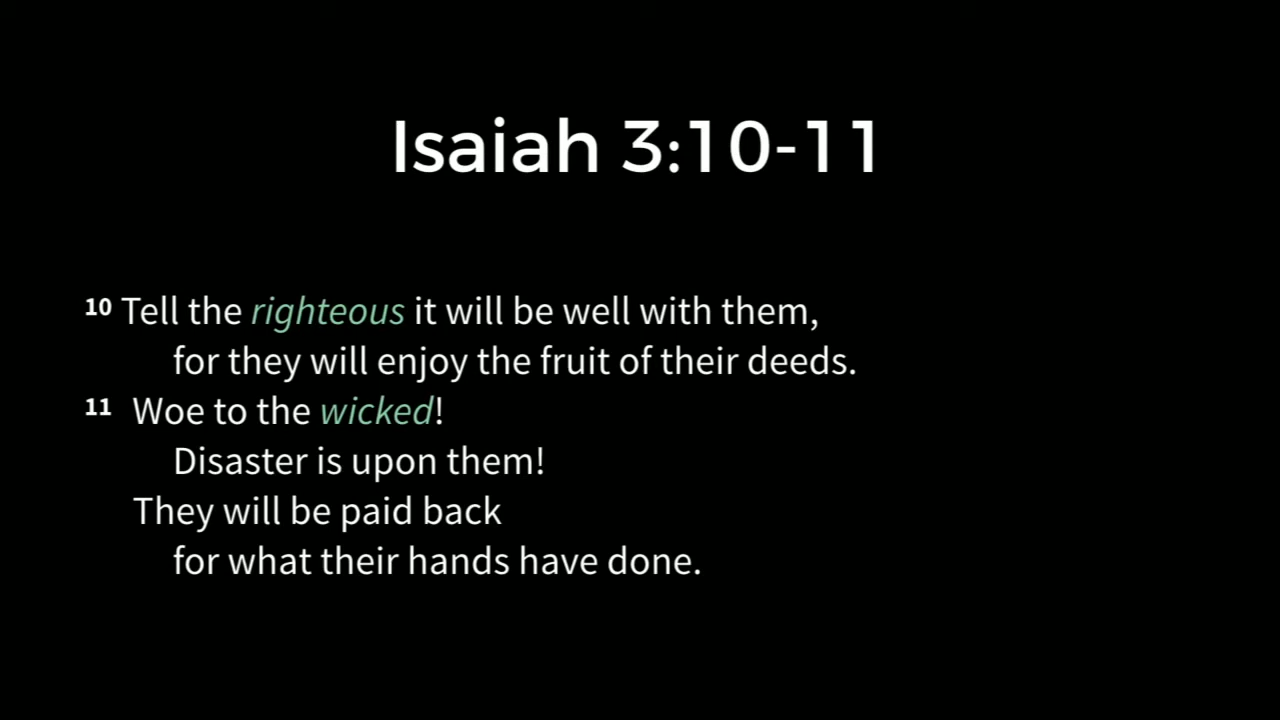 Isaiah 3:10-11
10 Tell the righteous it will be well with them,
for they will enjoy the fruit of their deeds.
11 Woe to the wicked!
Disaster is upon them!
They will be paid back
for what their hands have done.